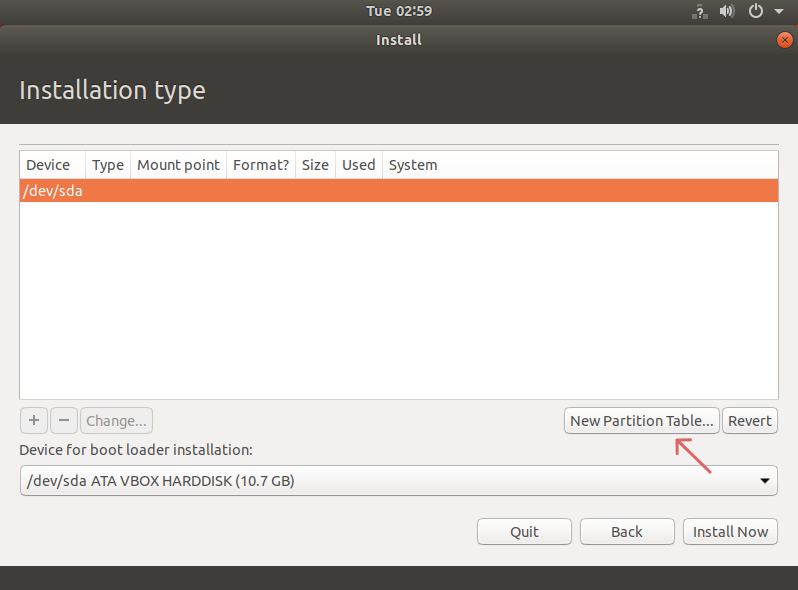 Tue 02:59
Install
Installation type
Device Type Mount point Format? Size Used System
/dev/sda
+ − Change... New Partition Table... Revert
Device for boot loader installation:
/dev/sda ATA VBOX HARDDISK (10.7 GB)
Quit Back Install Now